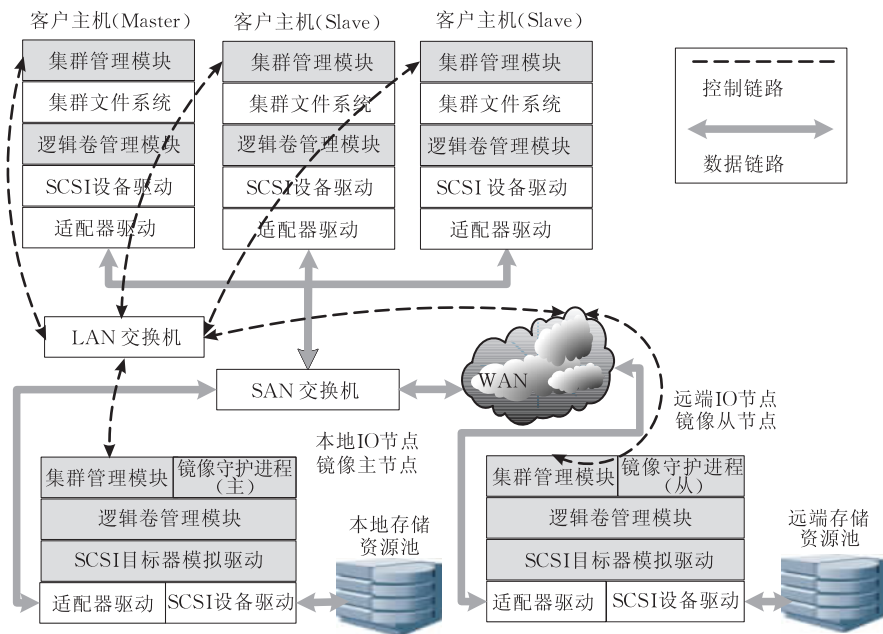 客户主机(Master)
客户主机(Slave)
客户主机(Slave)
集群管理模块
集群文件系统
逻辑卷管理模块
SCSI设备驱动
适配器驱动
集群管理模块
集群文件系统
逻辑卷管理模块
SCSI设备驱动
适配器驱动
集群管理模块
集群文件系统
逻辑卷管理模块
SCSI 设备驱动
适配器驱动
控制链路
数据链路
LAN 交换机
SAN 交换机
WAN
本地IO节点
镜像主节点
远端IO节点
镜像从节点
集群管理模块
镜像守护进程
(主)
逻辑卷管理模块
SCSI目标器模拟驱动
适配器驱动
SCSI设备驱动
本地存储
资源池
集群管理模块
镜像守护进程
(从)
逻辑卷管理模块
SCSI目标器模拟驱动
适配器驱动
SCSI设备驱动
远端存储
资源池